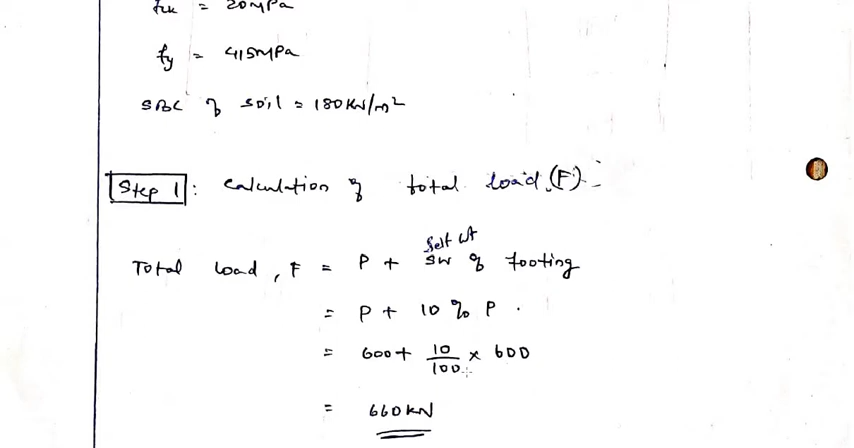 fck = 20MPa
fy = 415MPa
SBC of soil = 180KN/m²
Step 1: Calculation of total load (F) :-
Total load, F = P + self wt SW of footing
= P + 10% P.
= 600 + 10/100 × 600
= 660KN